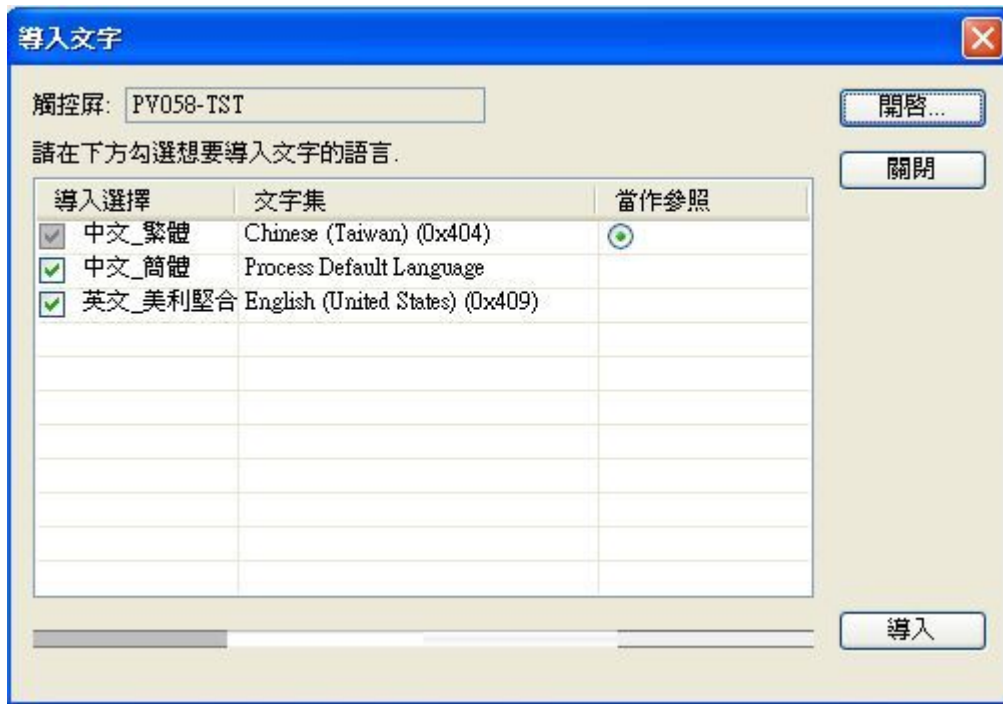 導入文字
觸控屛: PV058-TST
開啓...
請在下方勾選想要導入文字的語言.
關閉
導入選擇 文字集 當作參照
中文_繁體 Chinese (Taiwan) (0x404)
中文_簡體 Process Default Language
英文_美利堅合 English (United States) (0x409)
導入